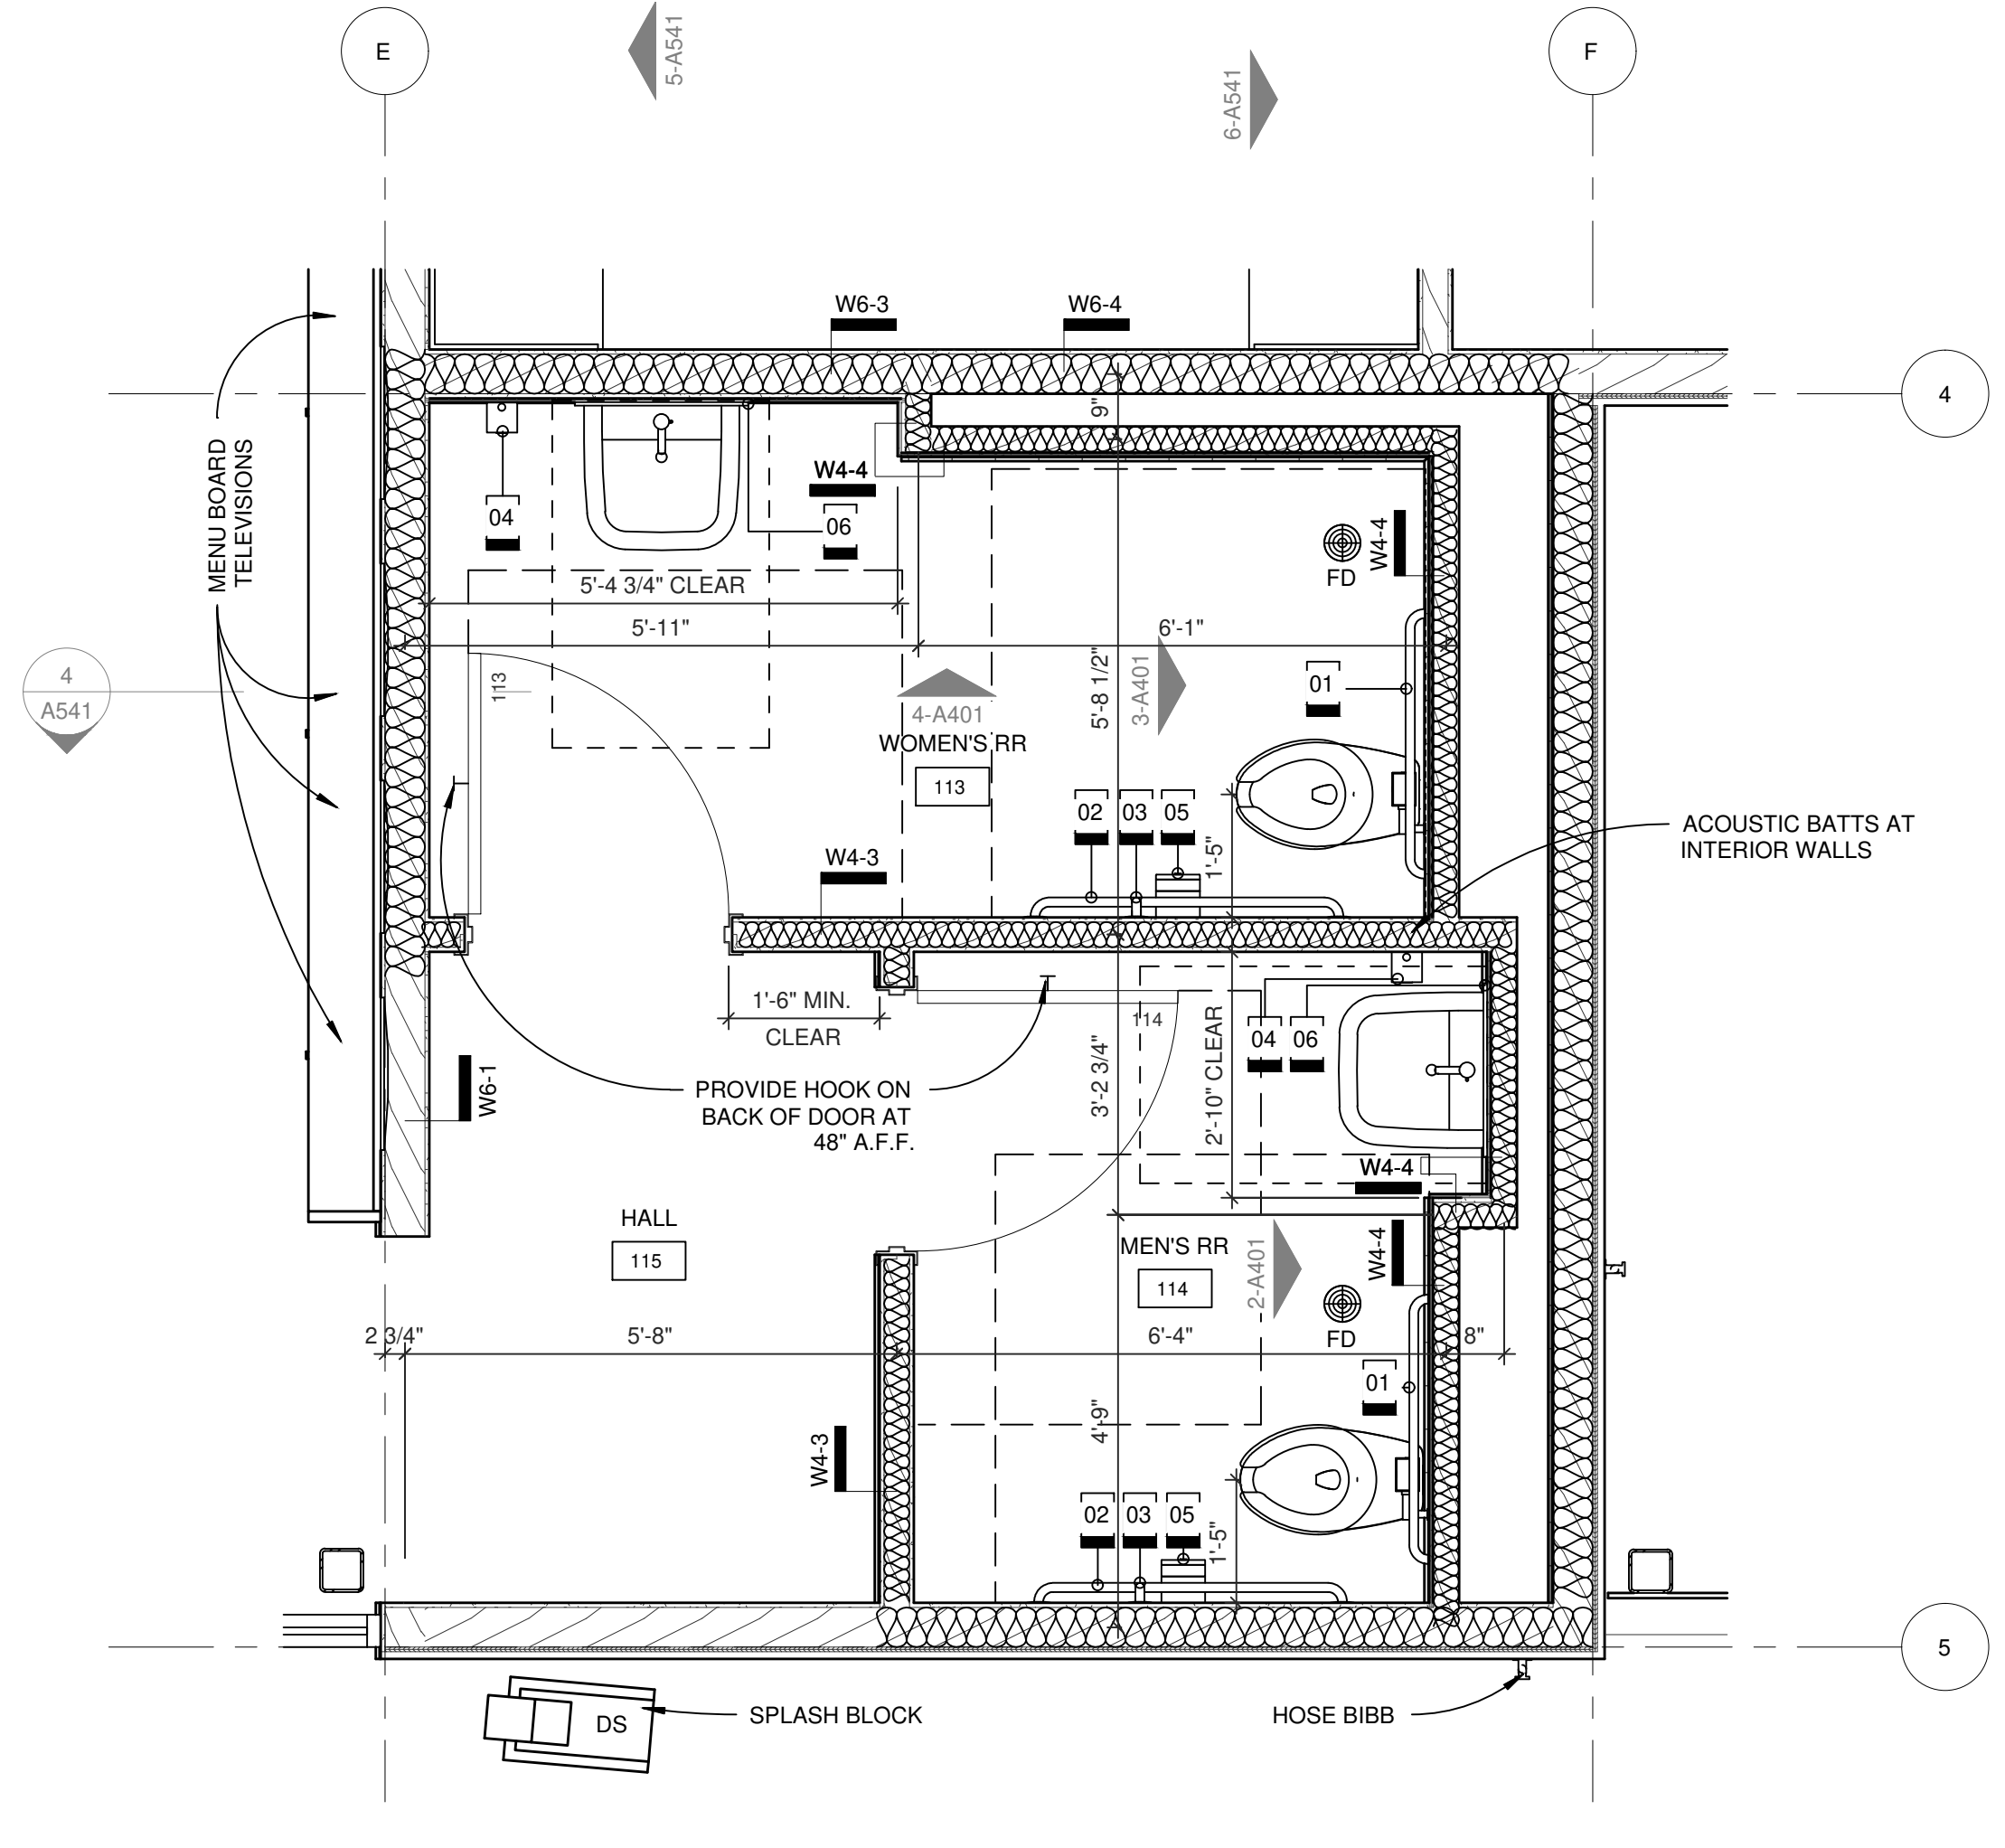 E
F
5-A541
6-A541
W6-3
W6-4
4
9"
MENU BOARD
TELEVISIONS
W4-4
04
06
W4-4
FD
5'-4 3/4" CLEAR
5'-11"
6'-1"
4
A541
113
5'-8 1/2"
3-A401
01
4-A401
WOMEN'S RR
113
02
03
05
1'-5"
ACOUSTIC BATTS AT
INTERIOR WALLS
W4-3
1'-6" MIN.
CLEAR
114
04
06
3'-2 3/4"
2'-10" CLEAR
W6-1
PROVIDE HOOK ON
BACK OF DOOR AT
48" A.F.F.
W4-4
HALL
115
MEN'S RR
114
2-A401
W4-4
FD
2 3/4"
5'-8"
6'-4"
8"
01
4'-9"
W4-3
02
03
05
1'-5"
5
DS
SPLASH BLOCK
HOSE BIBB